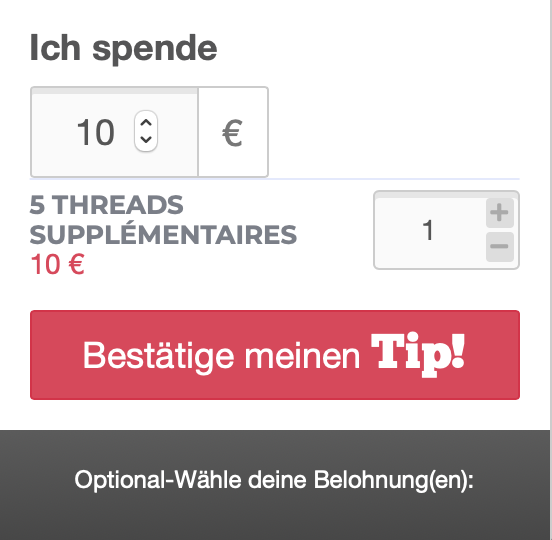 Ich spende
10 €
5 THREADS
SUPPLÉMENTAIRES
10 €
1
Bestätige meinen Tip!
Optional-Wähle deine Belohnung(en):